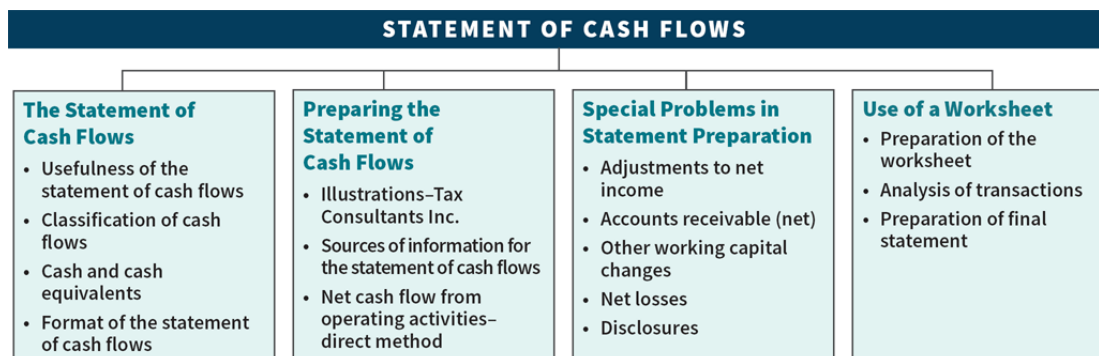 STATEMENT OF CASH FLOWS
The Statement of
Cash Flows
• Usefulness of the
statement of cash flows
• Classification of cash
flows
• Cash and cash
equivalents
• Format of the statement
of cash flows
Preparing the
Statement of
Cash Flows
• Illustrations–Tax
Consultants Inc.
• Sources of information for
the statement of cash flows
• Net cash flow from
operating activities–
direct method
Special Problems in
Statement Preparation
• Adjustments to net
income
• Accounts receivable (net)
• Other working capital
changes
• Net losses
• Disclosures
Use of a Worksheet
• Preparation of the
worksheet
• Analysis of transactions
• Preparation of final
statement